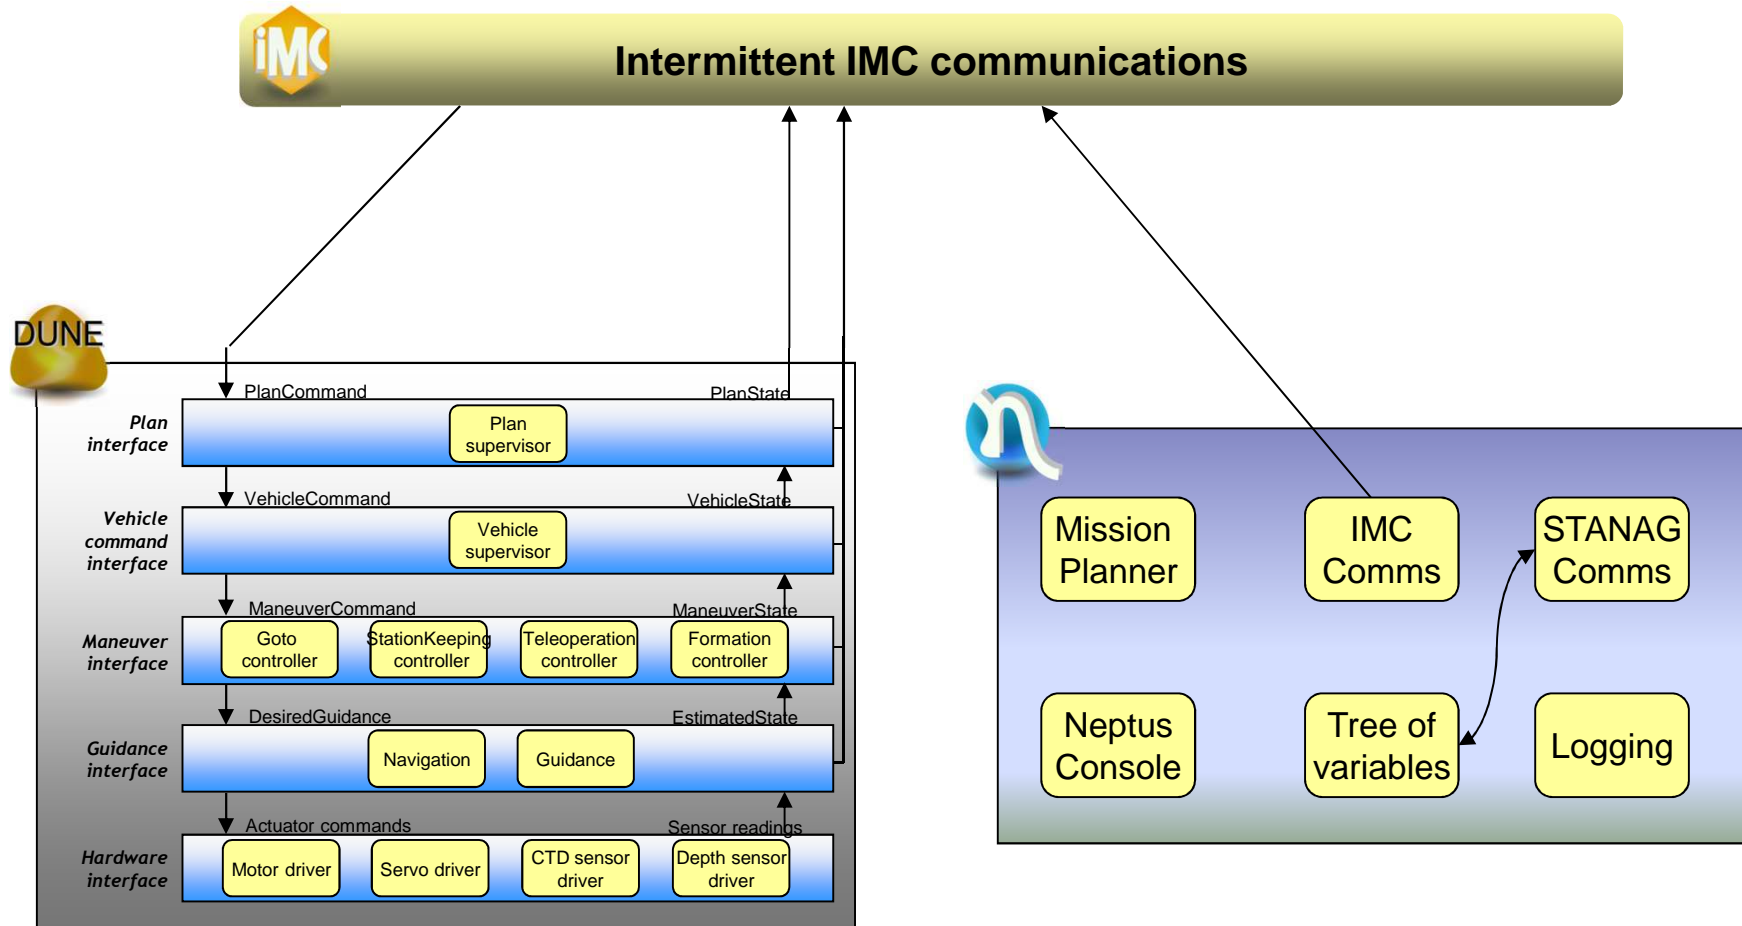 iMC
Intermittent IMC communications
DUNE
PlanCommand
PlanState
Plan
interface
Plan
supervisor
VehicleCommand
VehicleState
Vehicle
command
interface
Vehicle
supervisor
ManeuverCommand
ManeuverState
Maneuver
interface
Goto
controller
StationKeeping
controller
Teleoperation
controller
Formation
controller
DesiredGuidance
EstimatedState
Guidance
interface
Navigation
Guidance
Actuator commands
Sensor readings
Hardware
interface
Motor driver
Servo driver
CTD sensor
driver
Depth sensor
driver
Mission
Planner
IMC
Comms
STANAG
Comms
Neptus
Console
Tree of
variables
Logging